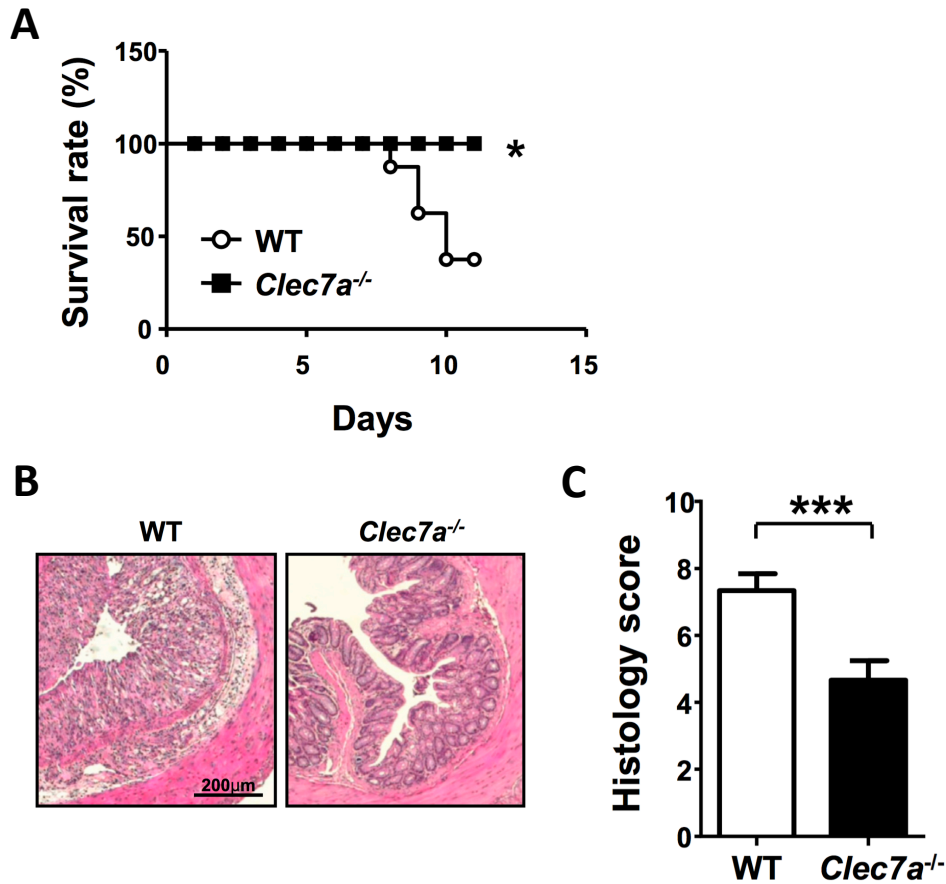 A
Survival rate (%)
150
100
50
0
*
WT
Clec7a-/-
0 5 10 15
Days
B
WT Clec7a-/-
200µm
C
Histology score
10
8
6
4
2
0
***
WT Clec7a-/-